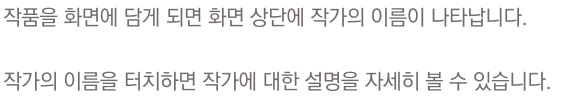 작품을 화면에 담게 되면 화면 상단에 작가의 이름이 나타납니다.
작가의 이름을 터치하면 작가에 대한 설명을 자세히 볼 수 있습니다.